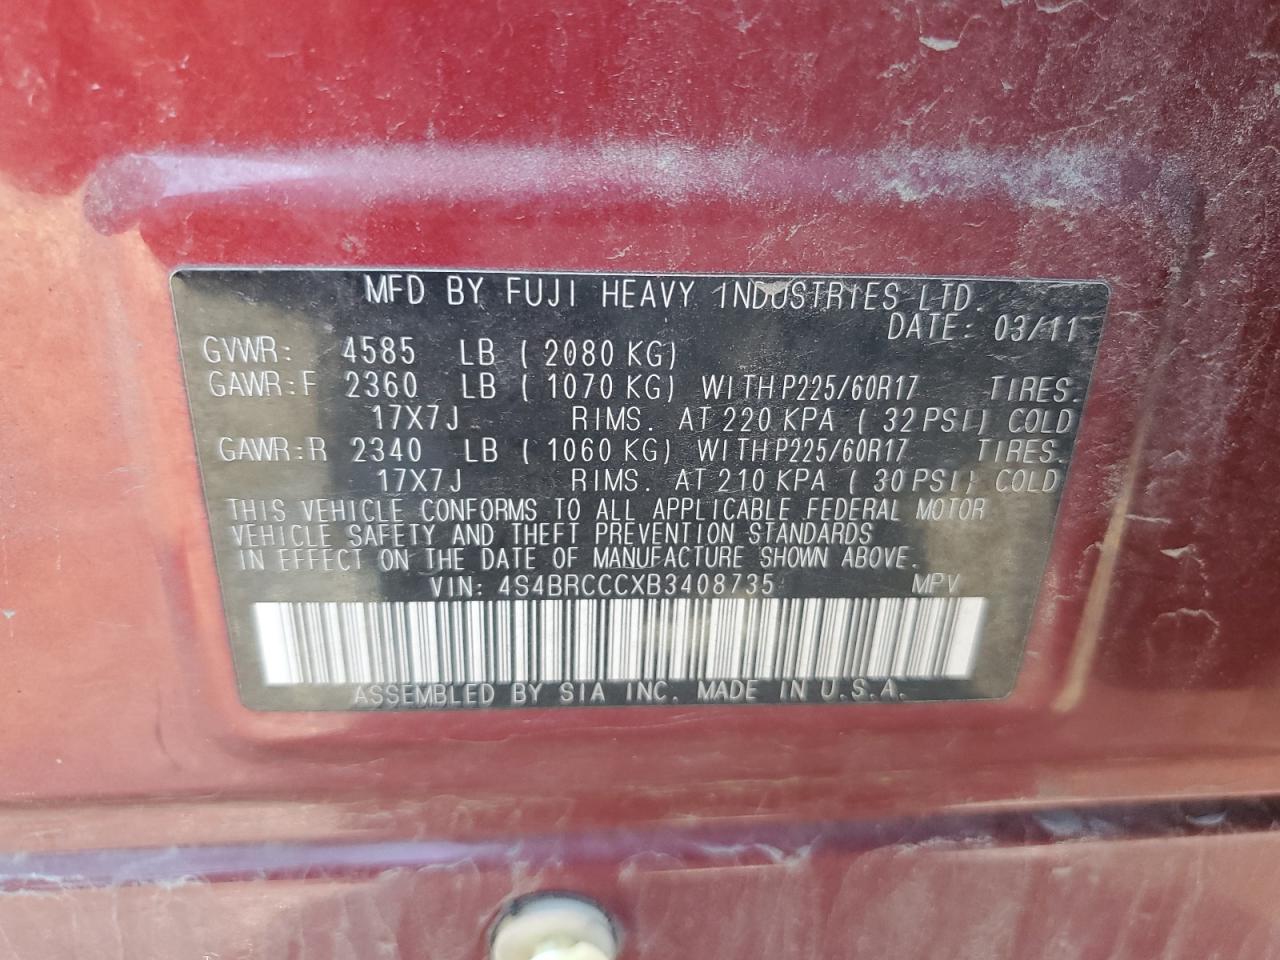 MFD BY FUJI HEAVY INDUSTRIES LTD.
DATE: 03/11
GVWR: 4585 LB (2080 KG)
GAWR:F 2360 LB (1070 KG) WITH P225/60R17 TIRES.
17X7J RIMS. AT 220 KPA (32 PSI) COLD
GAWR:R 2340 LB (1060 KG) WITH P225/60R17 TIRES.
17X7J RIMS. AT 210 KPA (30 PSI) COLD
THIS VEHICLE CONFORMS TO ALL APPLICABLE FEDERAL MOTOR
VEHICLE SAFETY AND THEFT PREVENTION STANDARDS
IN EFFECT ON THE DATE OF MANUFACTURE SHOWN ABOVE.
VIN: 4S4BRCCCXB3408735 MPV
ASSEMBLED BY SIA INC. MADE IN U.S.A.